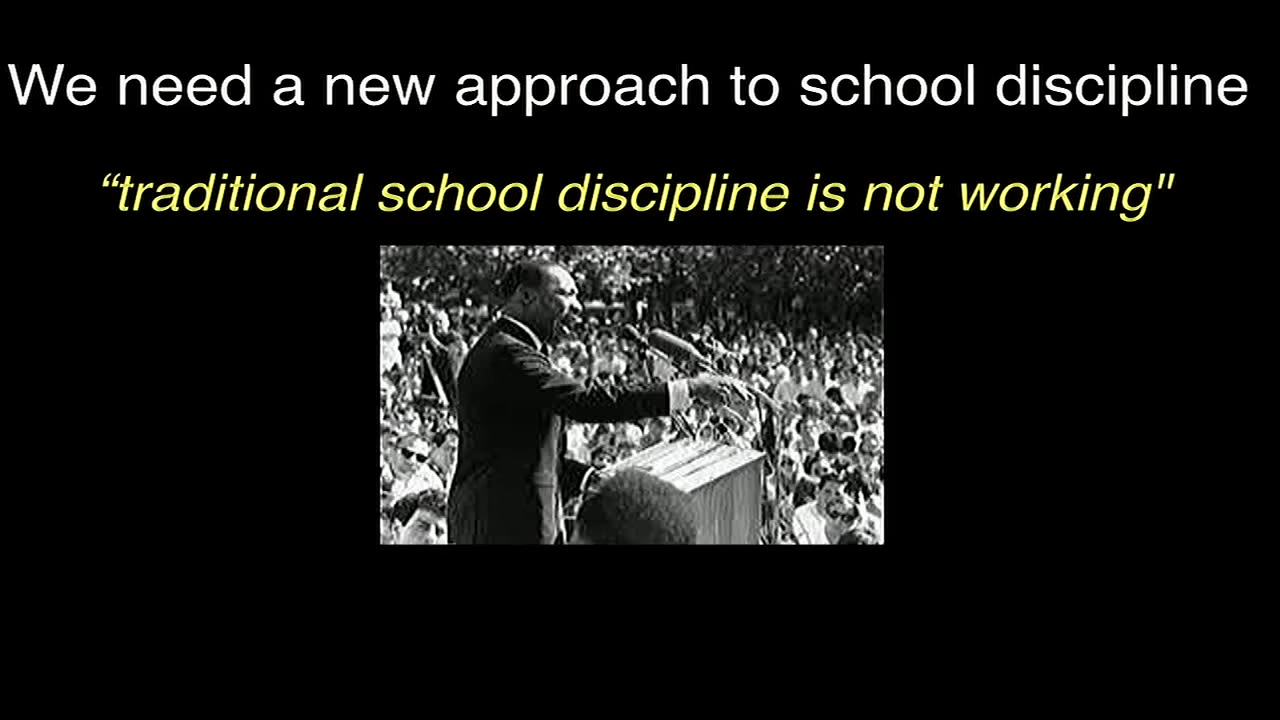 We need a new approach to school discipline
“traditional school discipline is not working"